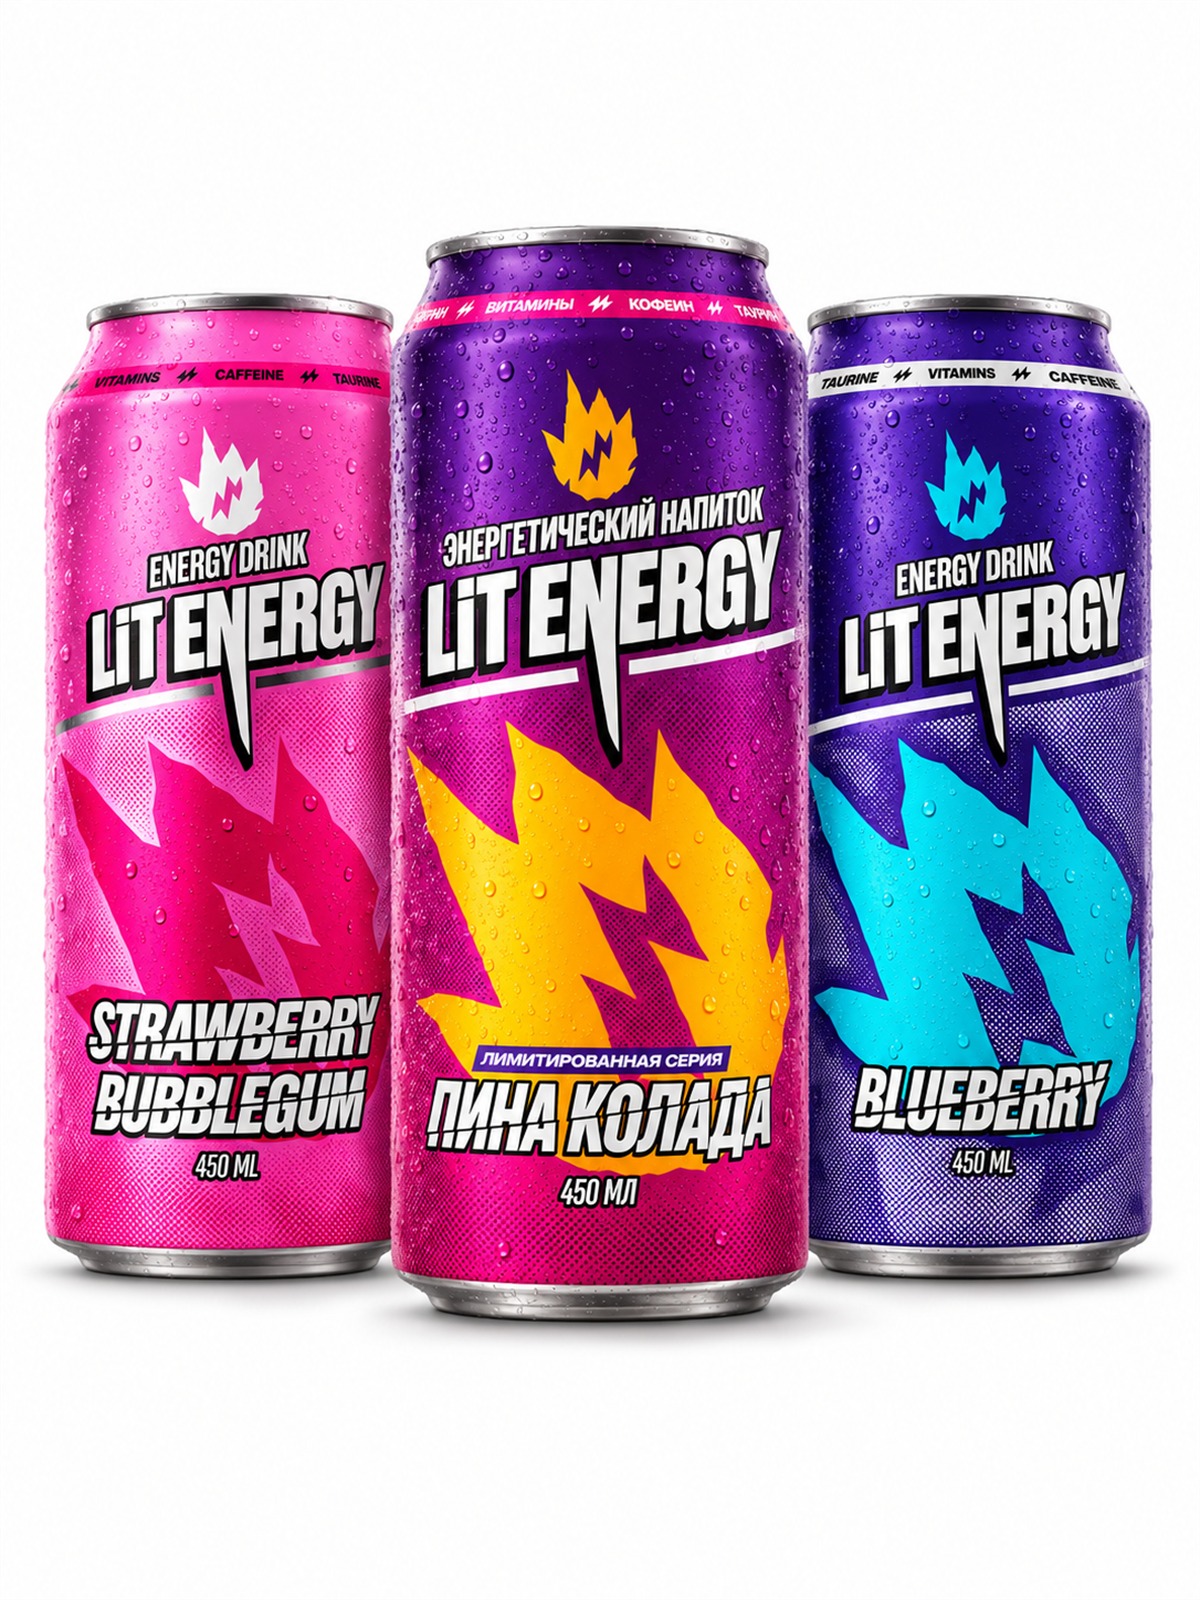 VITAMINS CAFFEINE TAURINE
ENERGY DRINK
LiT ENERGY
STRAWBERRY
BUBBLEGUM
450 ML
ВИТАМИНЫ КОФЕИН ТАУРИН
ЭНЕРГЕТИЧЕСКИЙ НАПИТОК
LiT ENERGY
ЛИМИТИРОВАННАЯ СЕРИЯ
ПИНА КОЛАДА
450 МЛ
TAURINE VITAMINS CAFFEINE
ENERGY DRINK
LiT ENERGY
BLUEBERRY
450 ML